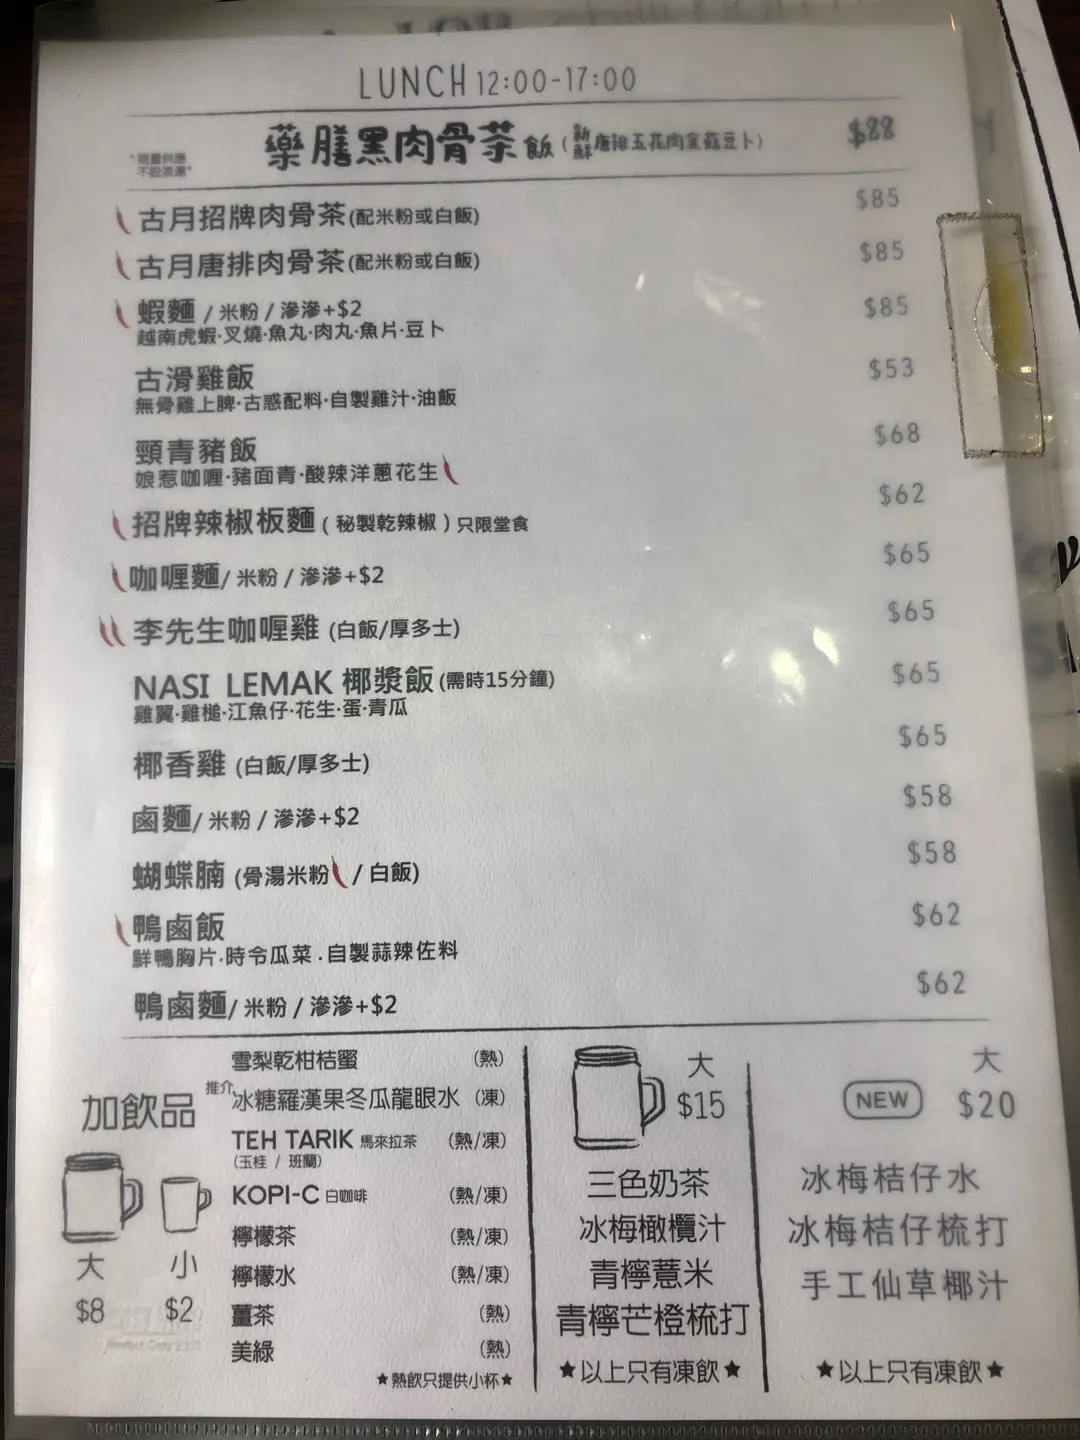 LUNCH 12:00-17:00
"限量供應
不設添湯"
藥膳黑肉骨茶飯(新鮮唐排五花肉金菇豆卜) $88
古月招牌肉骨茶(配米粉或白飯) $85
古月唐排肉骨茶(配米粉或白飯) $85
蝦麵 / 米粉 / 滲滲+$2 $85
越南虎蝦·叉燒·魚丸·肉丸·魚片·豆卜
古滑雞飯 $53
無骨雞上脾·古惑配料·自製雞汁·油飯
頸青豬飯 $68
娘惹咖喱·豬面青·酸辣洋蔥花生
招牌辣椒板麵 ( 秘製乾辣椒 ) 只限堂食 $62
咖喱麵/ 米粉 / 滲滲+$2 $65
李先生咖喱雞 (白飯/厚多士) $65
NASI LEMAK 椰漿飯 (需時15分鐘) $65
雞翼·雞槌·江魚仔·花生·蛋·青瓜
椰香雞 (白飯/厚多士) $65
鹵麵/ 米粉 / 滲滲+$2 $58
蝴蝶腩 (骨湯米粉 / 白飯) $58
鴨鹵飯 $62
鮮鴨胸片·時令瓜菜 . 自製蒜辣佐料
鴨鹵麵/ 米粉 / 滲滲+$2 $62
加飲品
大 小
$8 $2
雪梨乾柑桔蜜 (熱)
推介 冰糖羅漢果冬瓜龍眼水 (凍)
TEH TARIK 馬來拉茶 (熱/凍)
(玉桂 / 班蘭)
KOPI-C 白咖啡 (熱/凍)
檸檬茶 (熱/凍)
檸檬水 (熱/凍)
薑茶 (熱)
美綠 (熱)
★熱飲只提供小杯★
大
$15
三色奶茶
冰梅橄欖汁
青檸薏米
青檸芒橙梳打
★以上只有凍飲★
大
NEW $20
冰梅桔仔水
冰梅桔仔梳打
手工仙草椰汁
★以上只有凍飲★